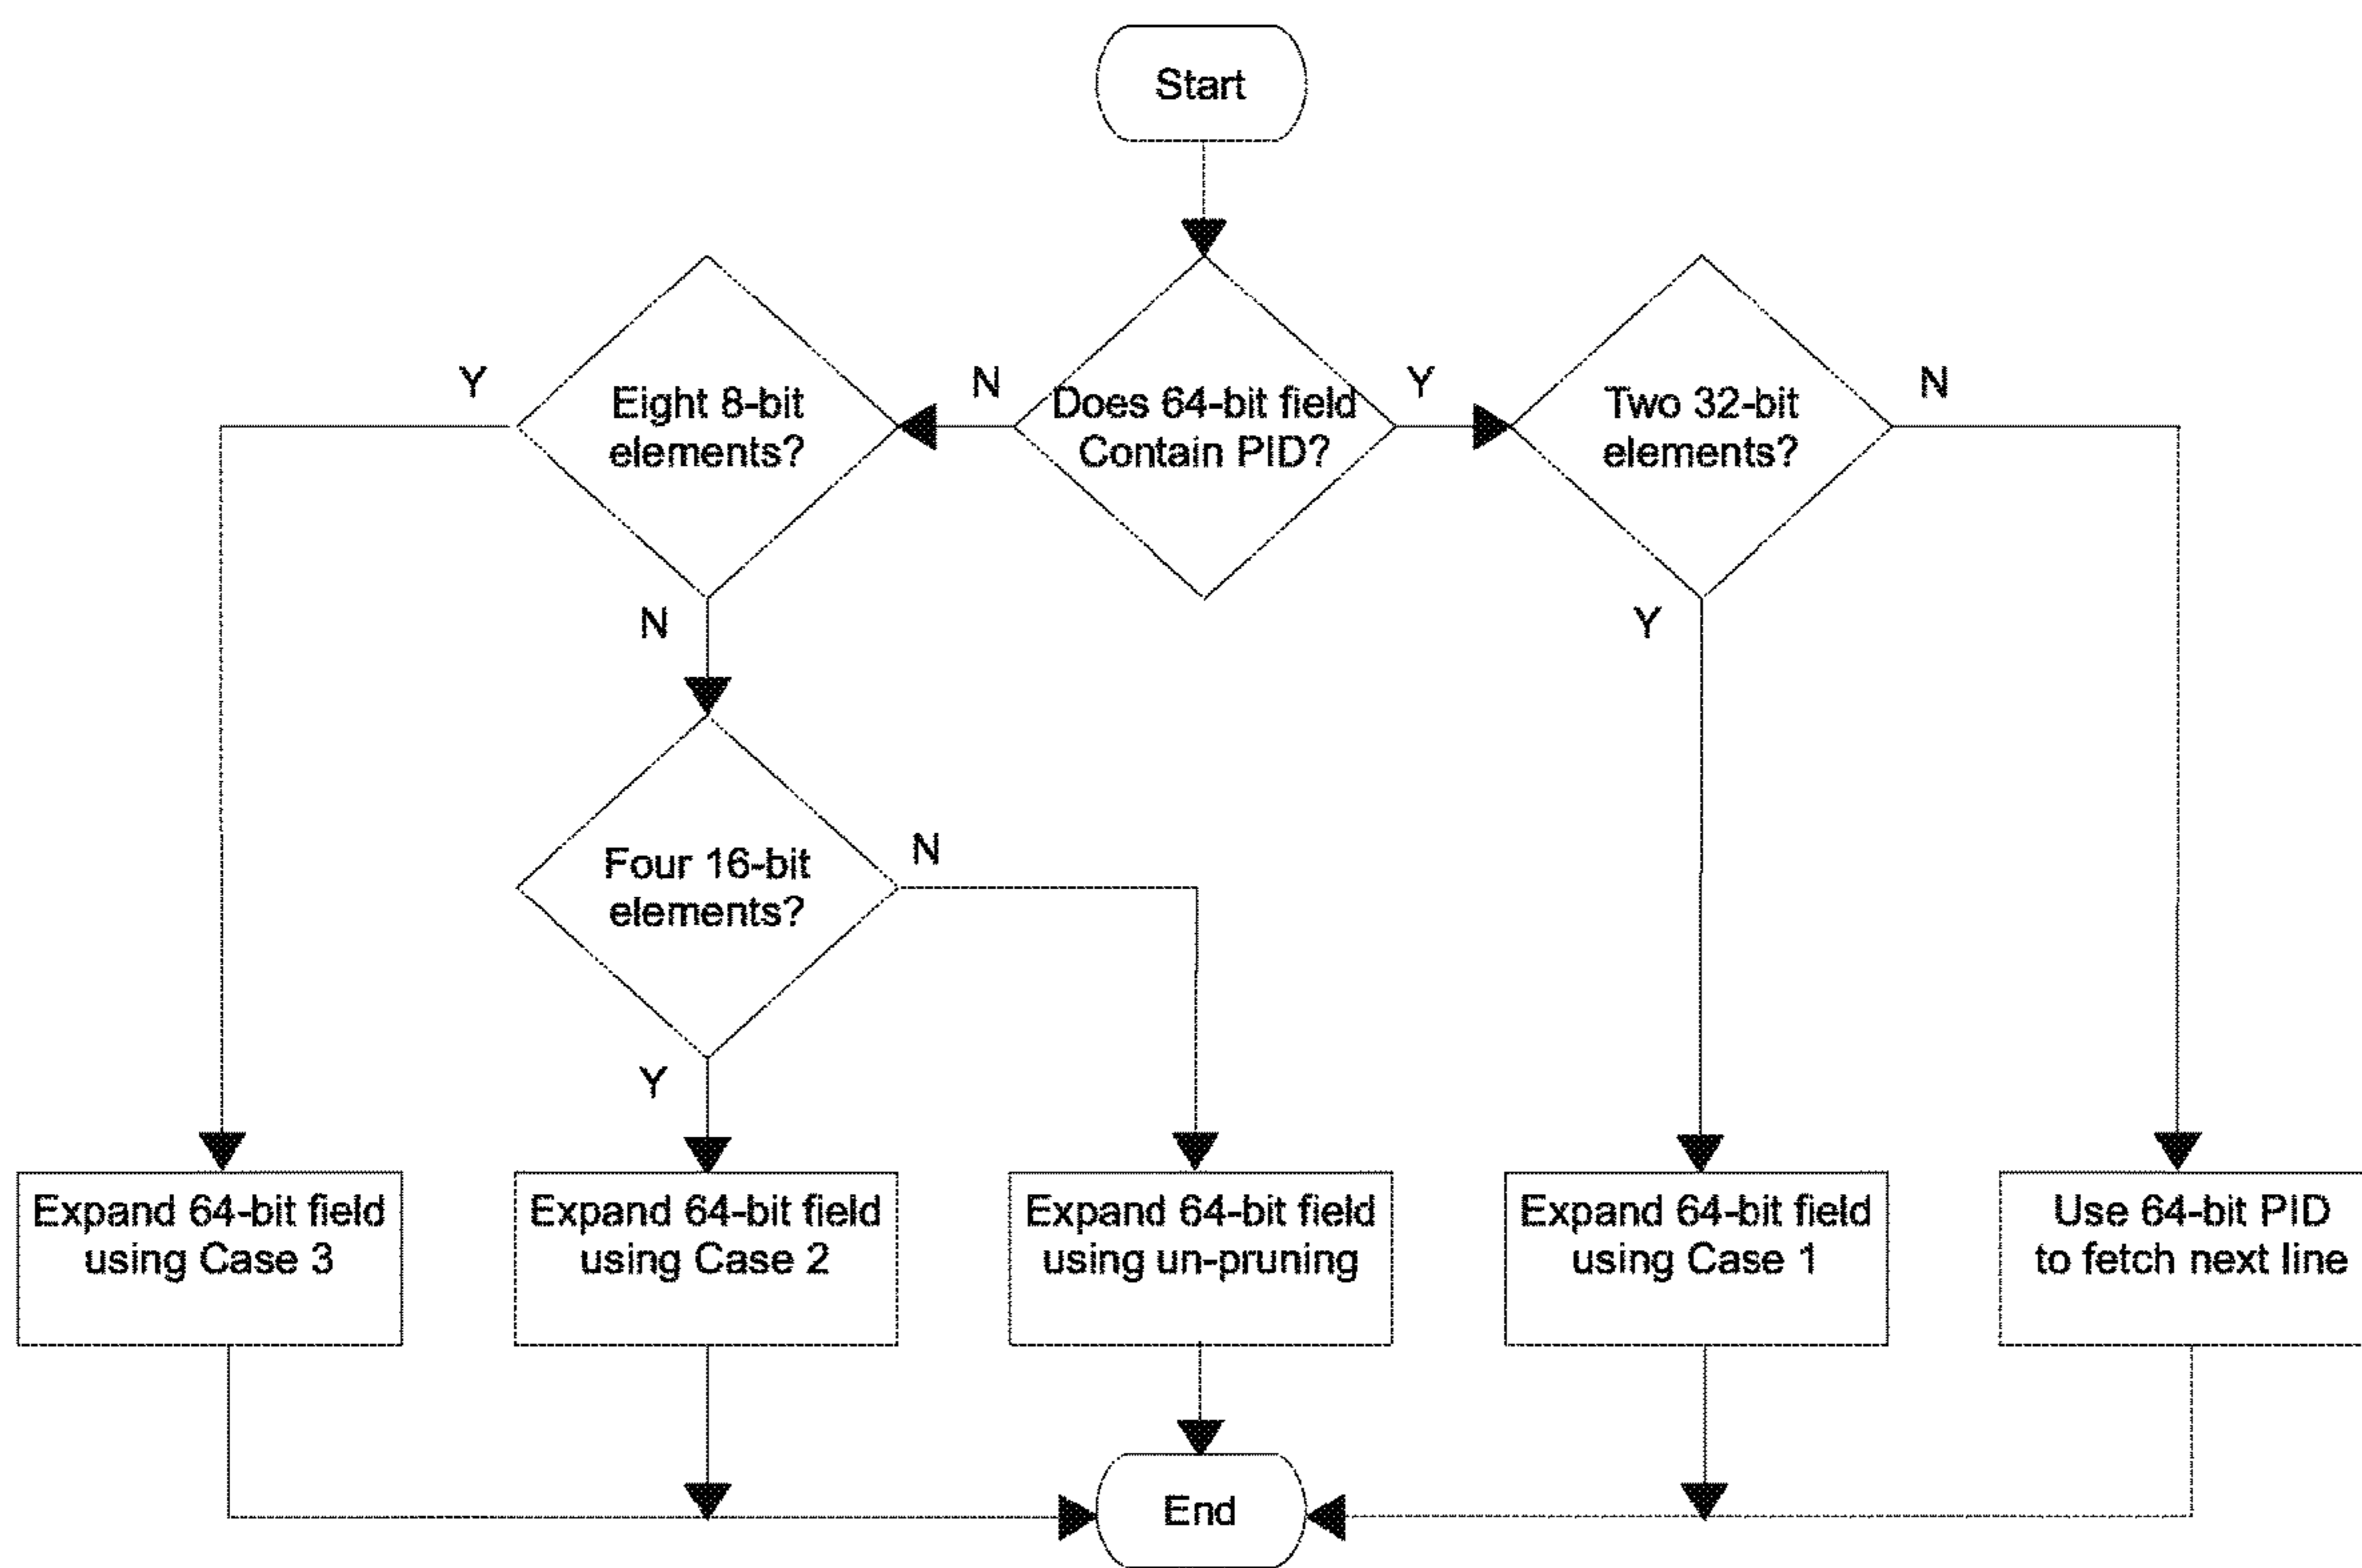 Start
Y
Eight 8-bit
elements?
N
Does 64-bit field
Contain PID?
Y
Two 32-bit
elements?
N
N
Y
Four 16-bit
elements?
N
Y
Expand 64-bit field
using Case 3
Expand 64-bit field
using Case 2
Expand 64-bit field
using un-pruning
Expand 64-bit field
using Case 1
Use 64-bit PID
to fetch next line
End